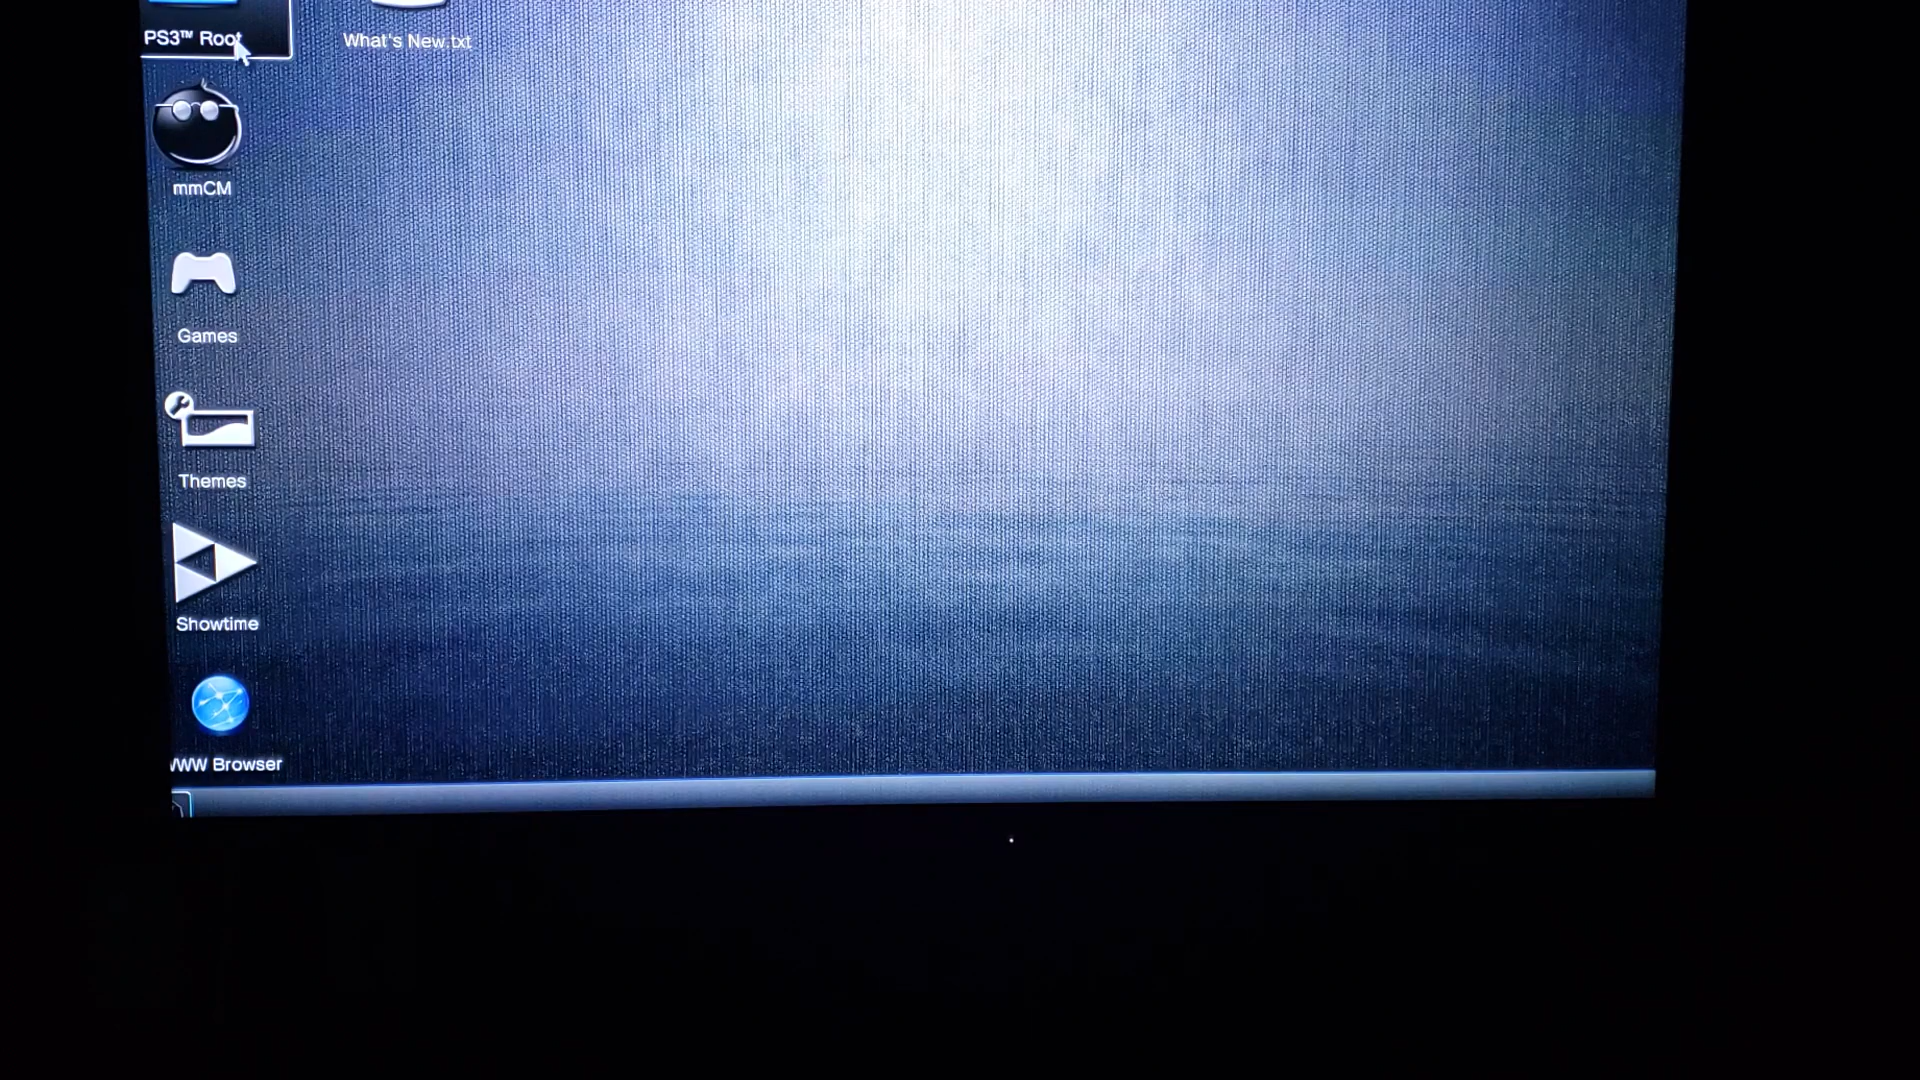 PS3™ Root
What's New.txt
mmCM
Games
Themes
Showtime
WWW Browser